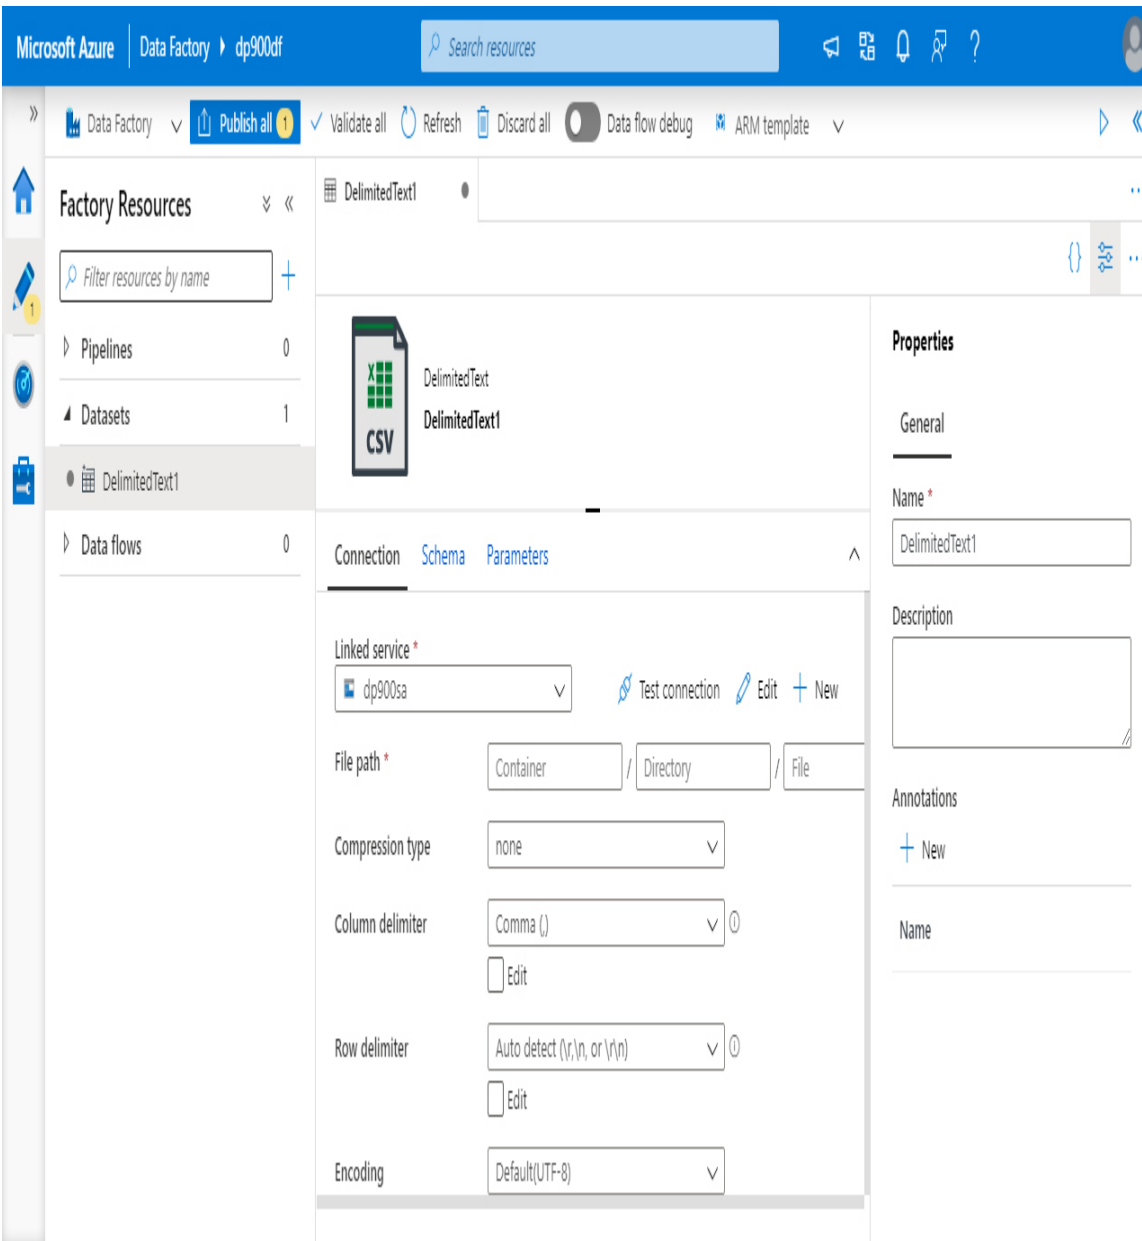 Microsoft Azure Data Factory dp900df Search resources ?
» Data Factory Publish all 1 Validate all Refresh Discard all Data flow debug ARM template «
Factory Resources «
Filter resources by name +
1
Pipelines 0
Datasets 1
DelimitedText1
Data flows 0
DelimitedText1
{} ...
CSV
DelimitedText
DelimitedText1
Connection Schema Parameters
Linked service *
dp900sa Test connection Edit + New
File path * Container / Directory / File
Compression type none
Column delimiter Comma (,)
Edit
Row delimiter Auto detect (\r,\n, or \r\n)
Edit
Encoding Default(UTF-8)
Properties
General
Name *
DelimitedText1
Description
Annotations
+ New
Name